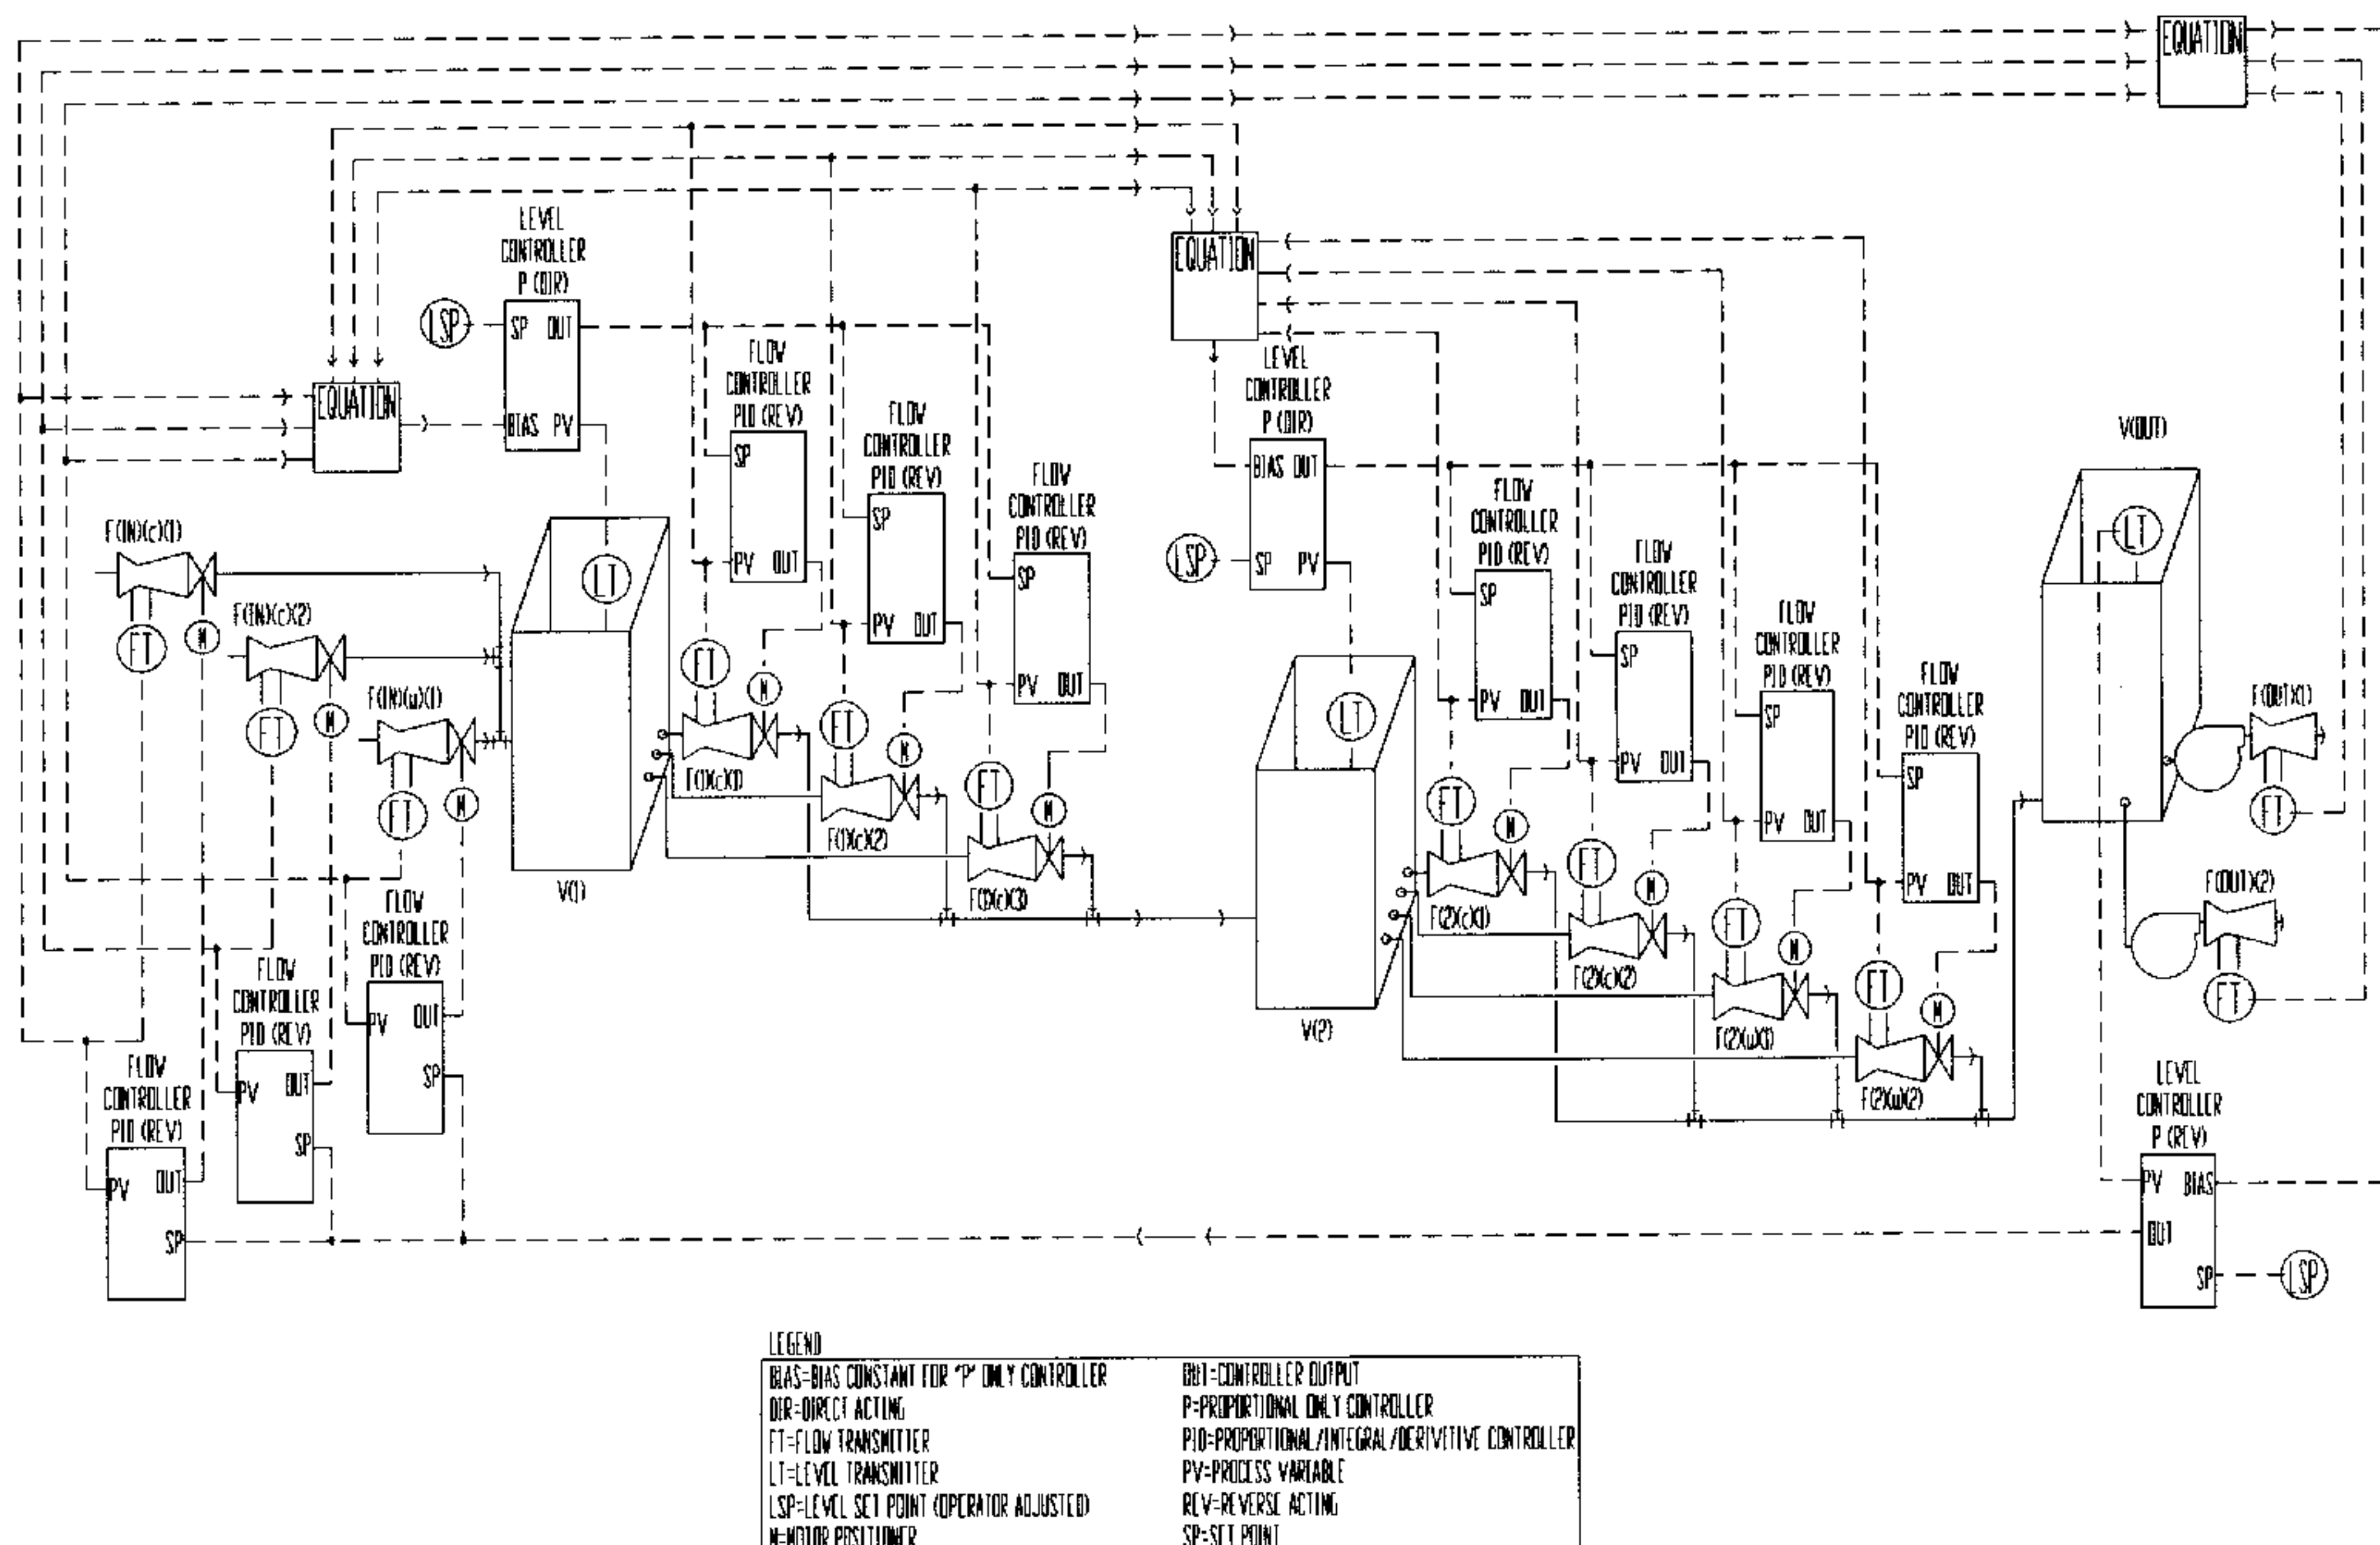 EQUATION
LEVEL
CONTROLLER
P (DIR)
LSP
SP OUT
BIAS PV
EQUATION
EQUATION
FLOW
CONTROLLER
PID (REV)
SP
PV OUT
FLOW
CONTROLLER
PID (REV)
SP
PV OUT
FLOW
CONTROLLER
PID (REV)
SP
PV OUT
LEVEL
CONTROLLER
P (DIR)
BIAS OUT
LSP
SP PV
FLOW
CONTROLLER
PID (REV)
SP
PV OUT
FLOW
CONTROLLER
PID (REV)
SP
PV OUT
FLOW
CONTROLLER
PID (REV)
SP
PV OUT
FLOW
CONTROLLER
PID (REV)
SP
PV OUT
V(OUT)
LT
F(IN)(c)(1)
FT
M
F(IN)(c)(2)
FT
M
F(IN)(w)(1)
FT
M
LT
V(1)
FT
M
F(1)(c)(1)
FT
M
F(1)(c)(2)
FT
M
F(1)(c)(3)
LT
V(2)
FT
M
F(2)(c)(1)
FT
M
F(2)(c)(2)
FT
M
F(2)(w)(1)
FT
M
F(2)(w)(2)
F(OUT)(1)
FT
F(OUT)(2)
FT
FLOW
CONTROLLER
PID (REV)
PV OUT
SP
FLOW
CONTROLLER
PID (REV)
PV OUT
SP
FLOW
CONTROLLER
PID (REV)
PV OUT
SP
LEVEL
CONTROLLER
P (REV)
PV BIAS
OUT
SP
LSP
LEGEND
BIAS=BIAS CONSTANT FOR "P" ONLY CONTROLLER
DIR=DIRECT ACTING
FT=FLOW TRANSMITTER
LT=LEVEL TRANSMITTER
LSP=LEVEL SET POINT (OPERATOR ADJUSTED)
M=MOTOR POSITIONER
OUT=CONTROLLER OUTPUT
P=PROPORTIONAL ONLY CONTROLLER
PID=PROPORTIONAL/INTEGRAL/DERIVITIVE CONTROLLER
PV=PROCESS VARIABLE
REV=REVERSE ACTING
SP=SET POINT